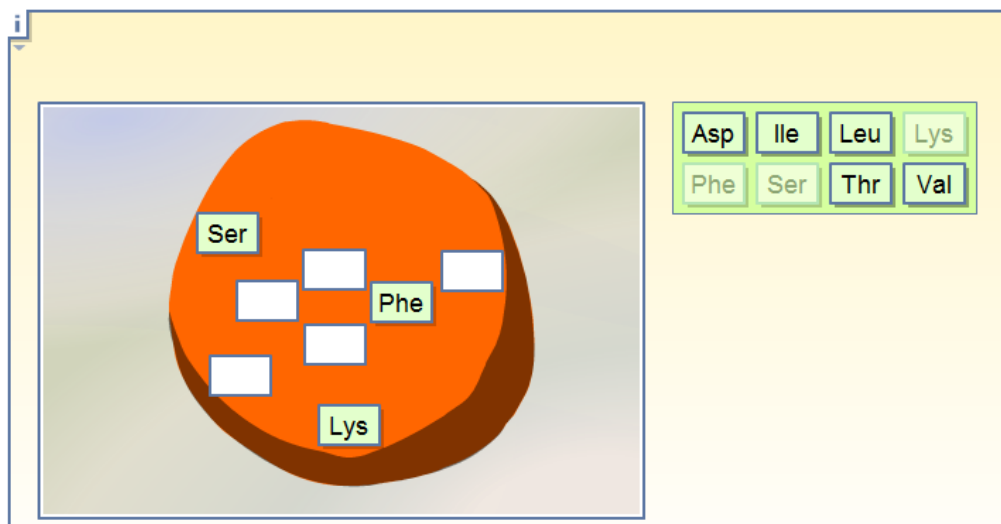 i
Asp Ile Leu Lys
Phe Ser Thr Val
Ser
Phe
Lys